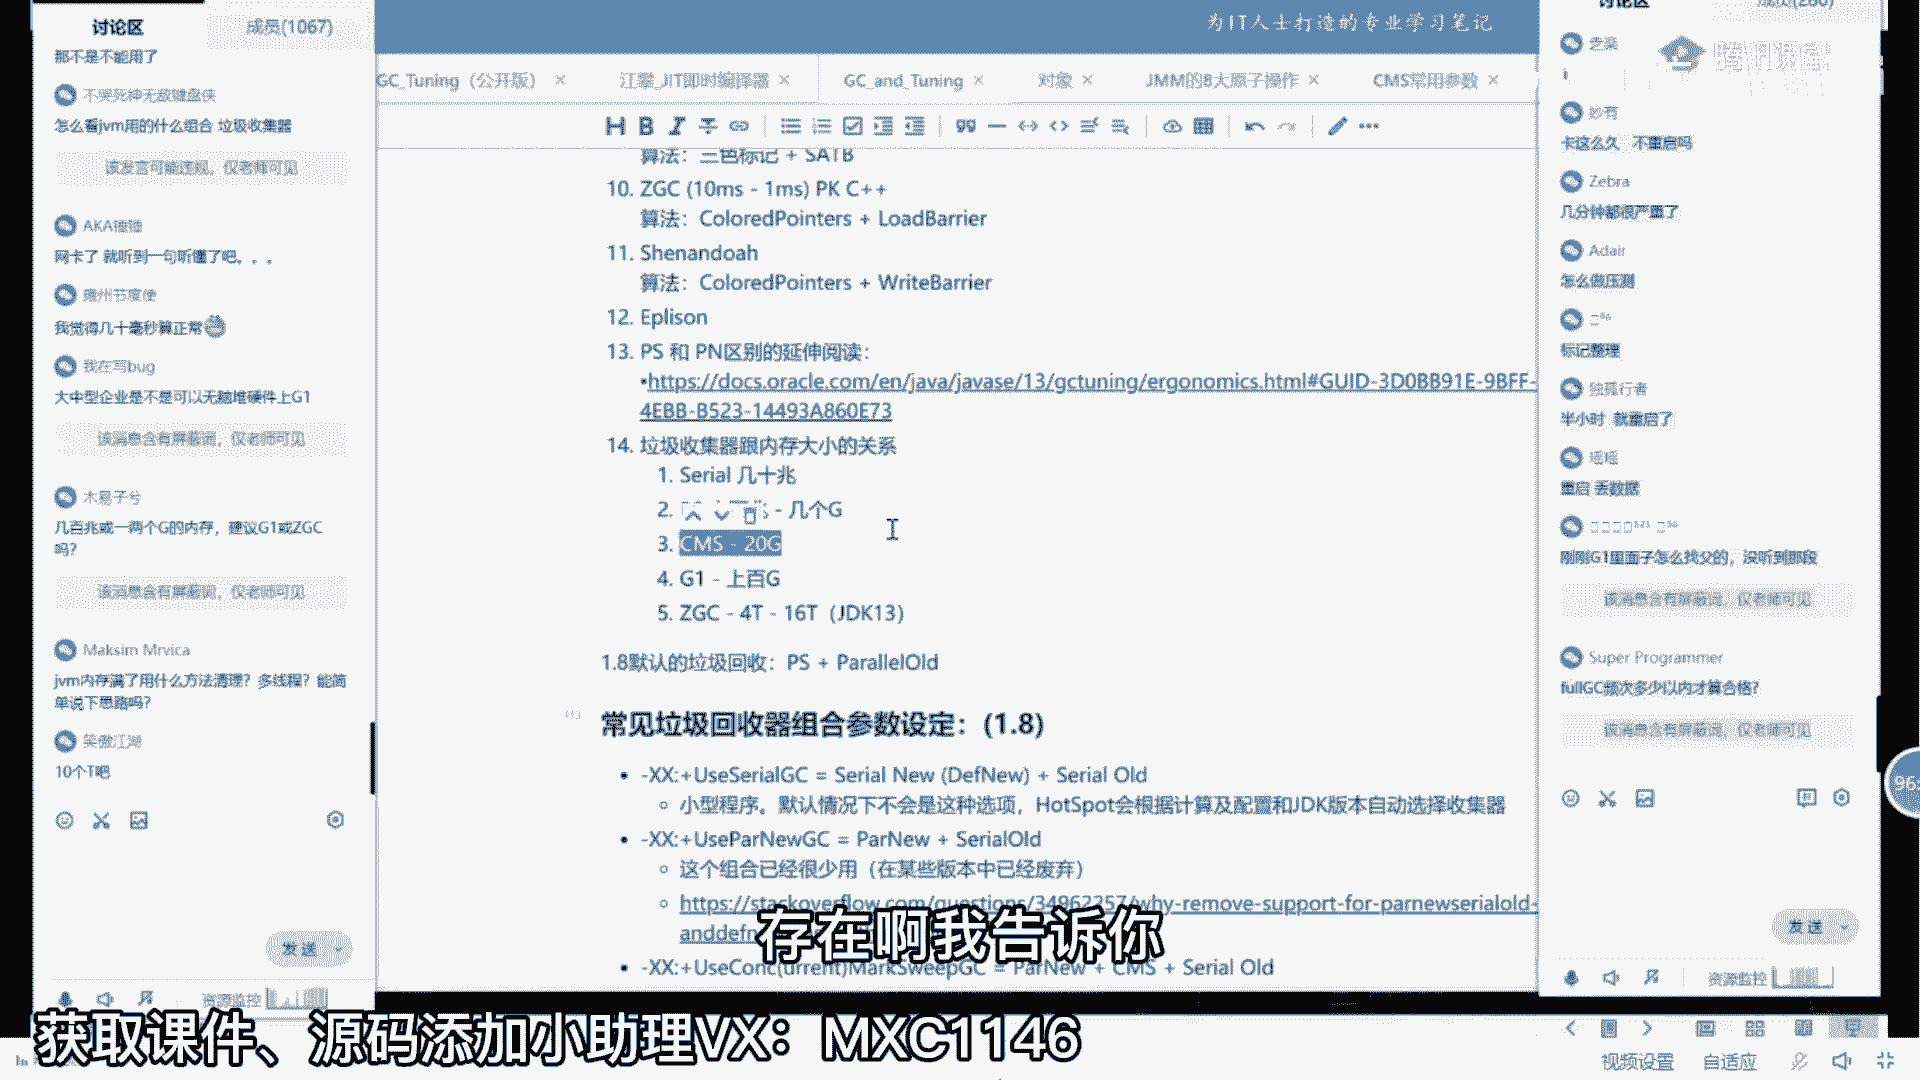 讨论区
成员(1067)
那不是不能用了
不哭死神无敌键盘侠
怎么看jvm用的什么组合 垃圾收集器
该发言可能违规，仅老师可见
AKA锤锤
网卡了 就听到一句听懂了吧。。。
雍州节度使
我觉得几十毫秒算正常
我在写bug
大中型企业是不是可以无脑堆硬件上G1
该消息含有屏蔽词，仅老师可见
木易子兮
几百兆或一两个G的内存，建议G1或ZGC
吗？
该消息含有屏蔽词，仅老师可见
Maksim Mrvica
jvm内存满了用什么方法清理？多线程？能简
单说下思路吗？
笑傲江湖
10个T吧
发送
资源监控
为IT人士打造的专业学习笔记
GC_Tuning（公开版） ×
JIT即时编译器 ×
GC_and_Tuning ×
对象 ×
JMM的8大原子操作 ×
CMS常用参数 ×
算法：三色标记 + SATB
10. ZGC (10ms - 1ms) PK C++
算法：ColoredPointers + LoadBarrier
11. Shenandoah
算法：ColoredPointers + WriteBarrier
12. Eplison
13. PS 和 PN区别的延伸阅读：
•https://docs.oracle.com/en/java/javase/13/gctuning/ergonomics.html#GUID-3D0BB91E-9BFF-
4EBB-B523-14493A860E73
14. 垃圾收集器跟内存大小的关系
1. Serial 几十兆
2. - 几个G
3. CMS - 20G
4. G1 - 上百G
5. ZGC - 4T - 16T（JDK13）
1.8默认的垃圾回收：PS + ParallelOld
H3
常见垃圾回收器组合参数设定：(1.8)
• -XX:+UseSerialGC = Serial New (DefNew) + Serial Old
小型程序。默认情况下不会是这种选项，HotSpot会根据计算及配置和JDK版本自动选择收集器
• -XX:+UseParNewGC = ParNew + SerialOld
这个组合已经很少用（在某些版本中已经废弃）
https://stackoverflow.com/questions/34962257/why-remove-support-for-parnewserialold-
anddefn
• -XX:+UseConc(urrent)MarkSweepGC = ParNew + CMS + Serial Old
存在啊我告诉你
获取课件、源码添加小助理VX：MXC1146
讨论区
成员(260)
腾讯课堂
妙有
卡这么久 不重启吗
Zebra
几分钟都很严重了
Adair
怎么做压测
标记整理
独孤行者
半小时 就重启了
瑶瑶
重启 丢数据
刚刚G1里面子怎么找父的，没听到那段
该消息含有屏蔽词，仅老师可见
Super Programmer
fullGC频次多少以内才算合格？
该消息含有屏蔽词，仅老师可见
发送
资源监控
视频设置
自适应